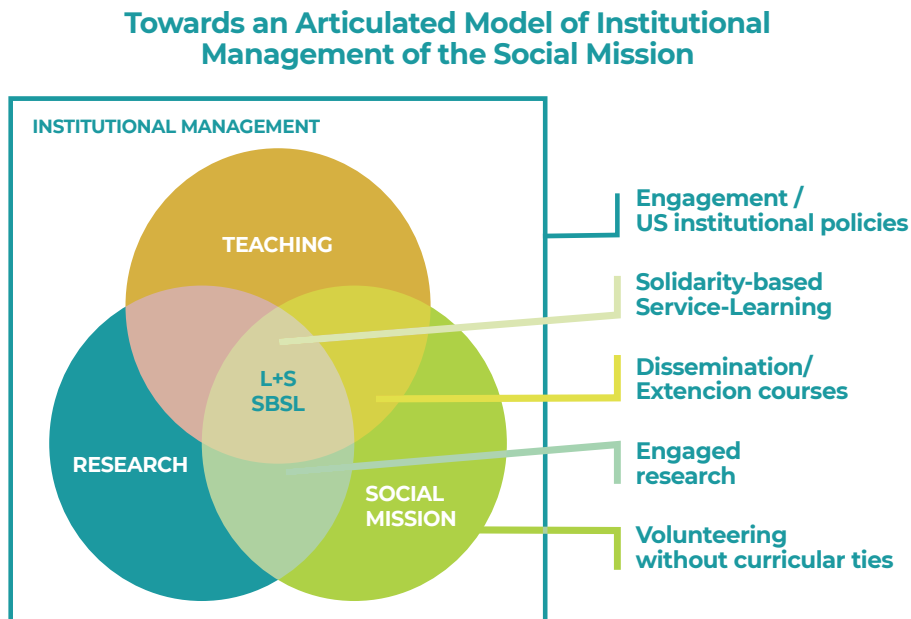 Towards an Articulated Model of Institutional
Management of the Social Mission
INSTITUTIONAL MANAGEMENT
TEACHING
L+S
SBSL
RESEARCH
SOCIAL
MISSION
Engagement /
US institutional policies
Solidarity-based
Service-Learning
Dissemination/
Extencion courses
Engaged
research
Volunteering
without curricular ties